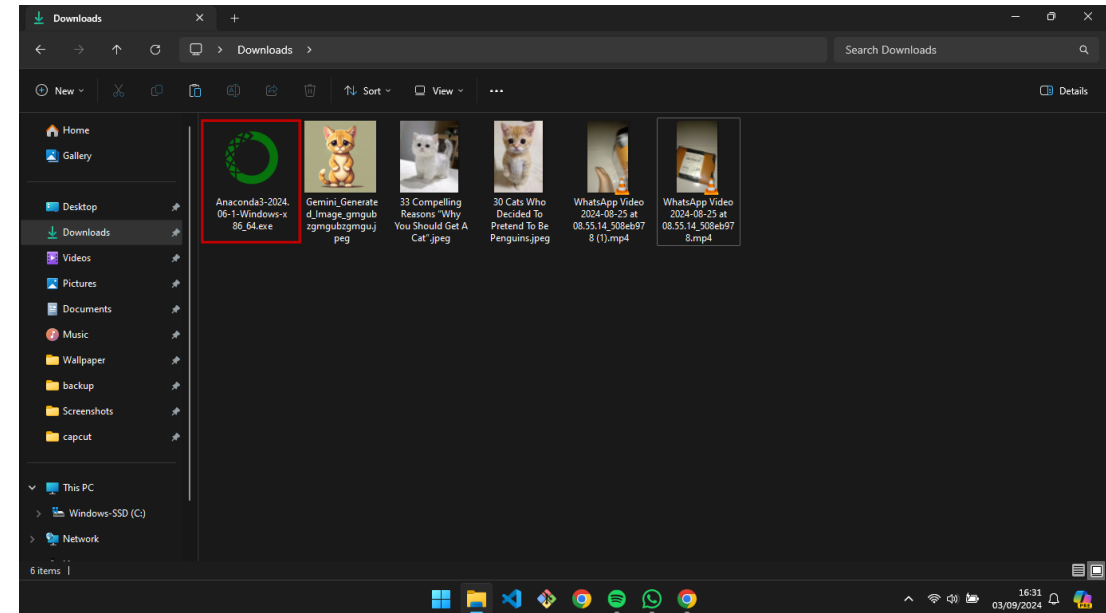 Downloads
Downloads
Search Downloads
New
Sort
View
Details
Home
Gallery
Desktop
Downloads
Videos
Pictures
Documents
Music
Wallpaper
backup
Screenshots
capcut
This PC
Windows-SSD (C:)
Network
Anaconda3-2024.
06-1-Windows-x
86_64.exe
Gemini_Generate
d_Image_gmgub
zgmgubzgmgu.j
peg
33 Compelling
Reasons "Why
You Should Get A
Cat".jpeg
30 Cats Who
Decided To
Pretend To Be
Penguins.jpeg
WhatsApp Video
2024-08-25 at
08.55.14_508eb97
8 (1).mp4
WhatsApp Video
2024-08-25 at
08.55.14_508eb97
8.mp4
6 items
16:31
03/09/2024